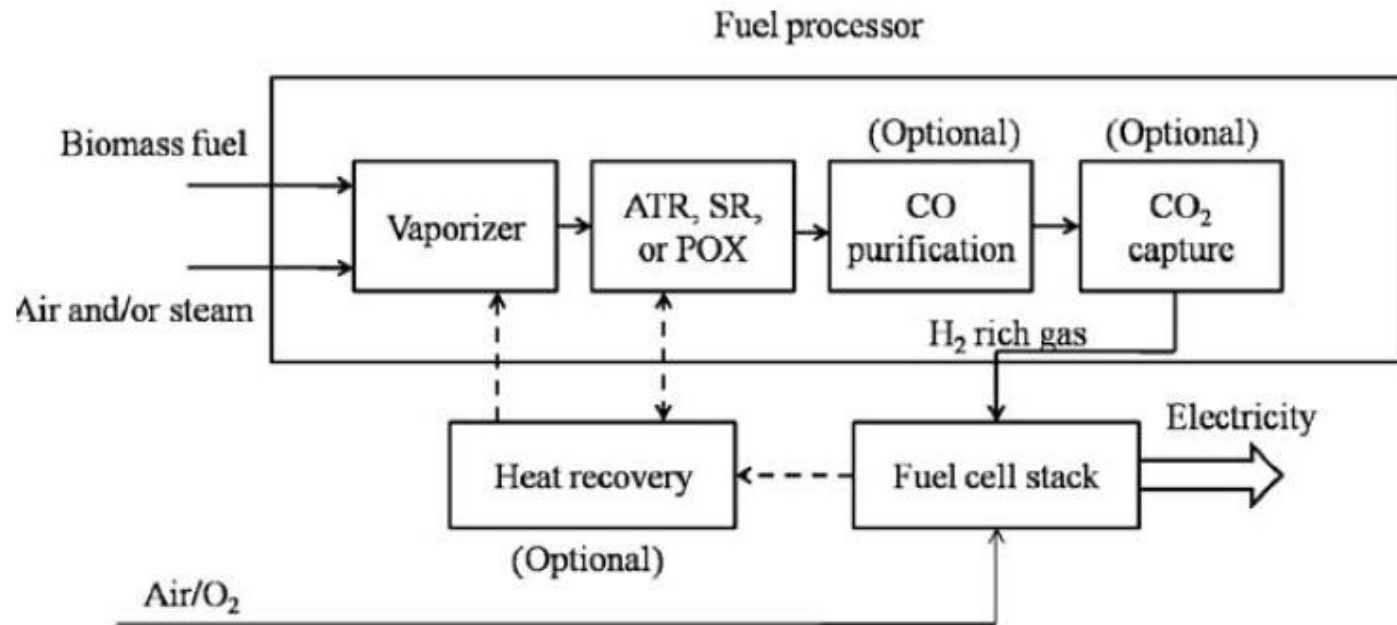 Fuel processor
Biomass fuel
Air and/or steam
Vaporizer
ATR, SR,
or POX
(Optional)
CO
purification
(Optional)
CO₂
capture
H₂ rich gas
Heat recovery
(Optional)
Fuel cell stack
Electricity
Air/O₂